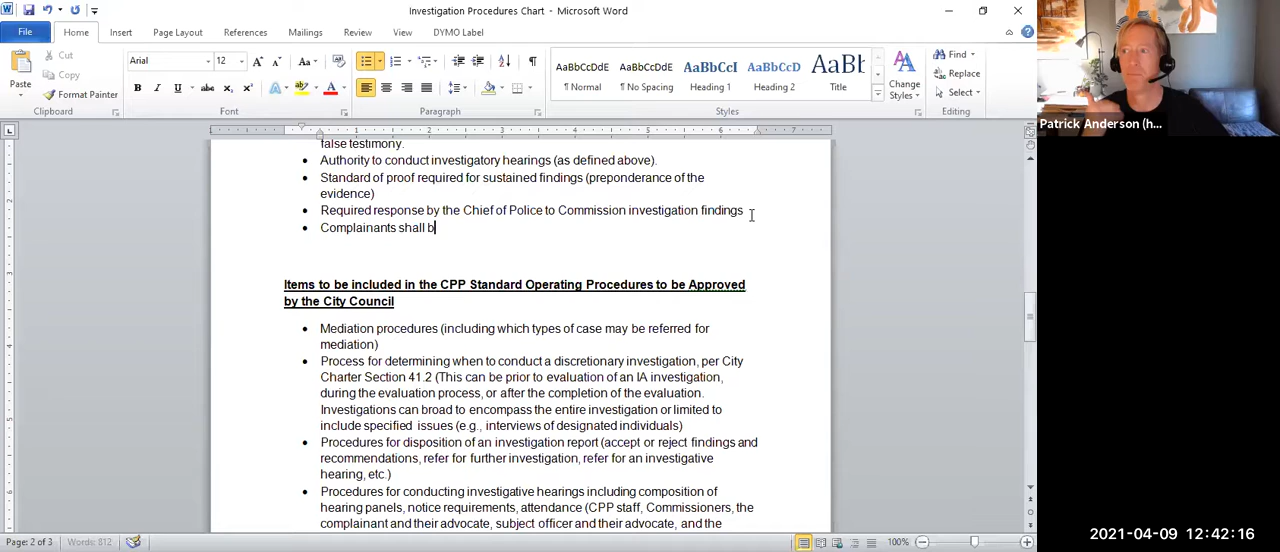 Investigation Procedures Chart - Microsoft Word
File Home Insert Page Layout References Mailings Review View DYMO Label
Cut
Copy
Format Painter
Paste
Clipboard
Arial 12
Font
Paragraph
AaBbCcDdE AaBbCcDdE AaBbCcI AaBbCcD AaBb
¶ Normal ¶ No Spacing Heading 1 Heading 2 Title
Change Styles
Styles
Find
Replace
Select
Editing
Patrick Anderson (h...
false testimony.
• Authority to conduct investigatory hearings (as defined above).
• Standard of proof required for sustained findings (preponderance of the
evidence)
• Required response by the Chief of Police to Commission investigation findings
• Complainants shall b
Items to be included in the CPP Standard Operating Procedures to be Approved
by the City Council
• Mediation procedures (including which types of case may be referred for
mediation)
• Process for determining when to conduct a discretionary investigation, per City
Charter Section 41.2 (This can be prior to evaluation of an IA investigation,
during the evaluation process, or after the completion of the evaluation.
Investigations can broad to encompass the entire investigation or limited to
include specified issues (e.g., interviews of designated individuals)
• Procedures for disposition of an investigation report (accept or reject findings and
recommendations, refer for further investigation, refer for an investigative
hearing, etc.)
• Procedures for conducting investigative hearings including composition of
hearing panels, notice requirements, attendance (CPP staff, Commissioners, the
complainant and their advocate, subject officer and their advocate, and the
Page: 2 of 3 Words: 812 100%
2021-04-09 12:42:16